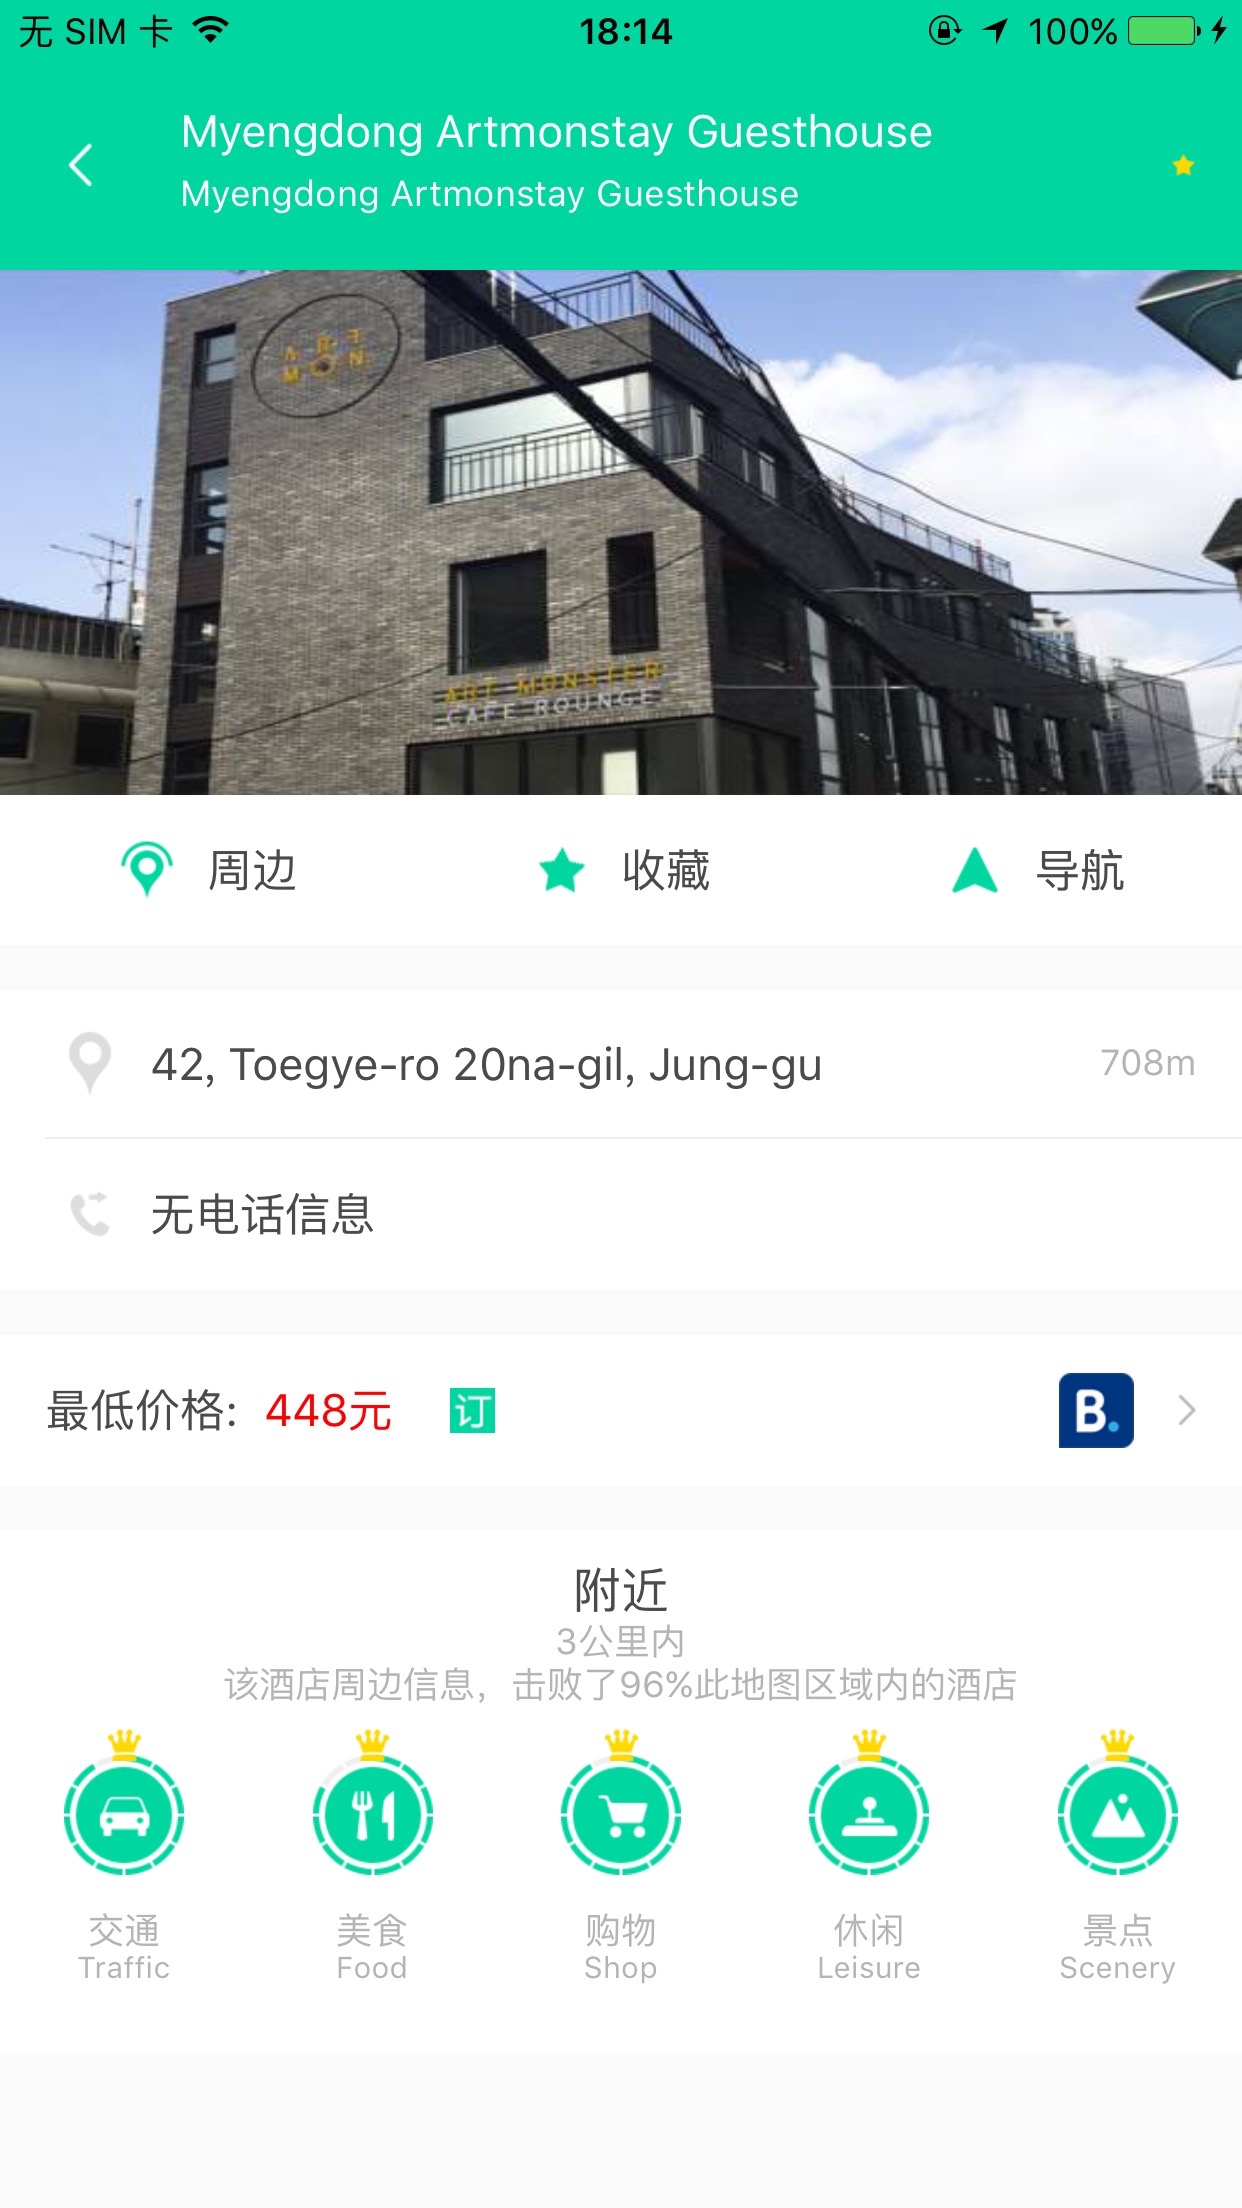 无 SIM 卡 18:14 100%
Myengdong Artmonstay Guesthouse
Myengdong Artmonstay Guesthouse
ART
MON
ART MONSTER
CAFE ROUNGE
周边 收藏 导航
42, Toegye-ro 20na-gil, Jung-gu 708m
无电话信息
最低价格: 448元 订 B.
附近
3公里内
该酒店周边信息，击败了96%此地图区域内的酒店
交通 美食 购物 休闲 景点
Traffic Food Shop Leisure Scenery